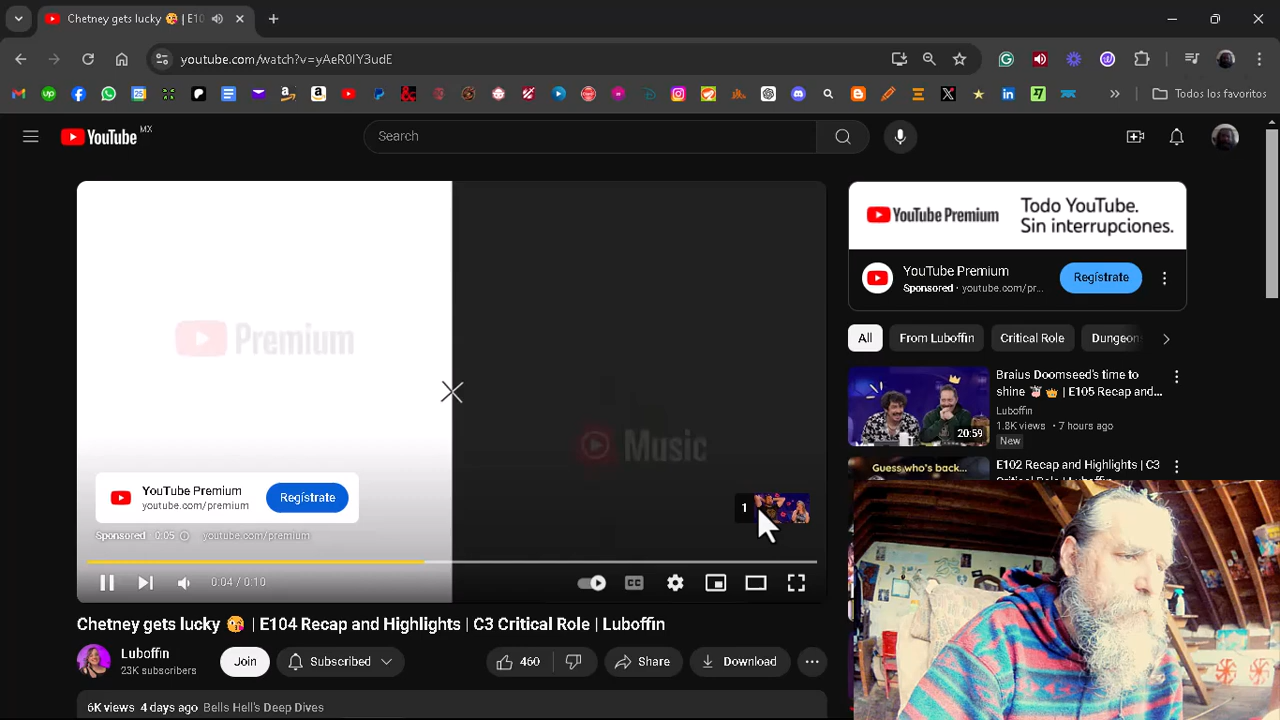 Chetney gets lucky 😘 | E10
youtube.com/watch?v=yAeR0IY3udE
Todos los favoritos
YouTube MX
Search
YouTube Premium
Todo YouTube.
Sin interrupciones.
YouTube Premium
Sponsored · youtube.com/pr...
Regístrate
All
From Luboffin
Critical Role
Dungeon
Premium
Music
Braius Doomseed's time to
shine 🐮 👑 | E105 Recap and...
Luboffin
1.8K views • 7 hours ago
New
20:59
Guess who's back...
E102 Recap and Highlights | C3
YouTube Premium
youtube.com/premium
Regístrate
1
Sponsored · 0:05 youtube.com/premium
0:04 / 0:10
CC
Chetney gets lucky 😘 | E104 Recap and Highlights | C3 Critical Role | Luboffin
Luboffin
23K subscribers
Join
Subscribed
460
Share
Download
6K views 4 days ago Bells Hell's Deep Dives